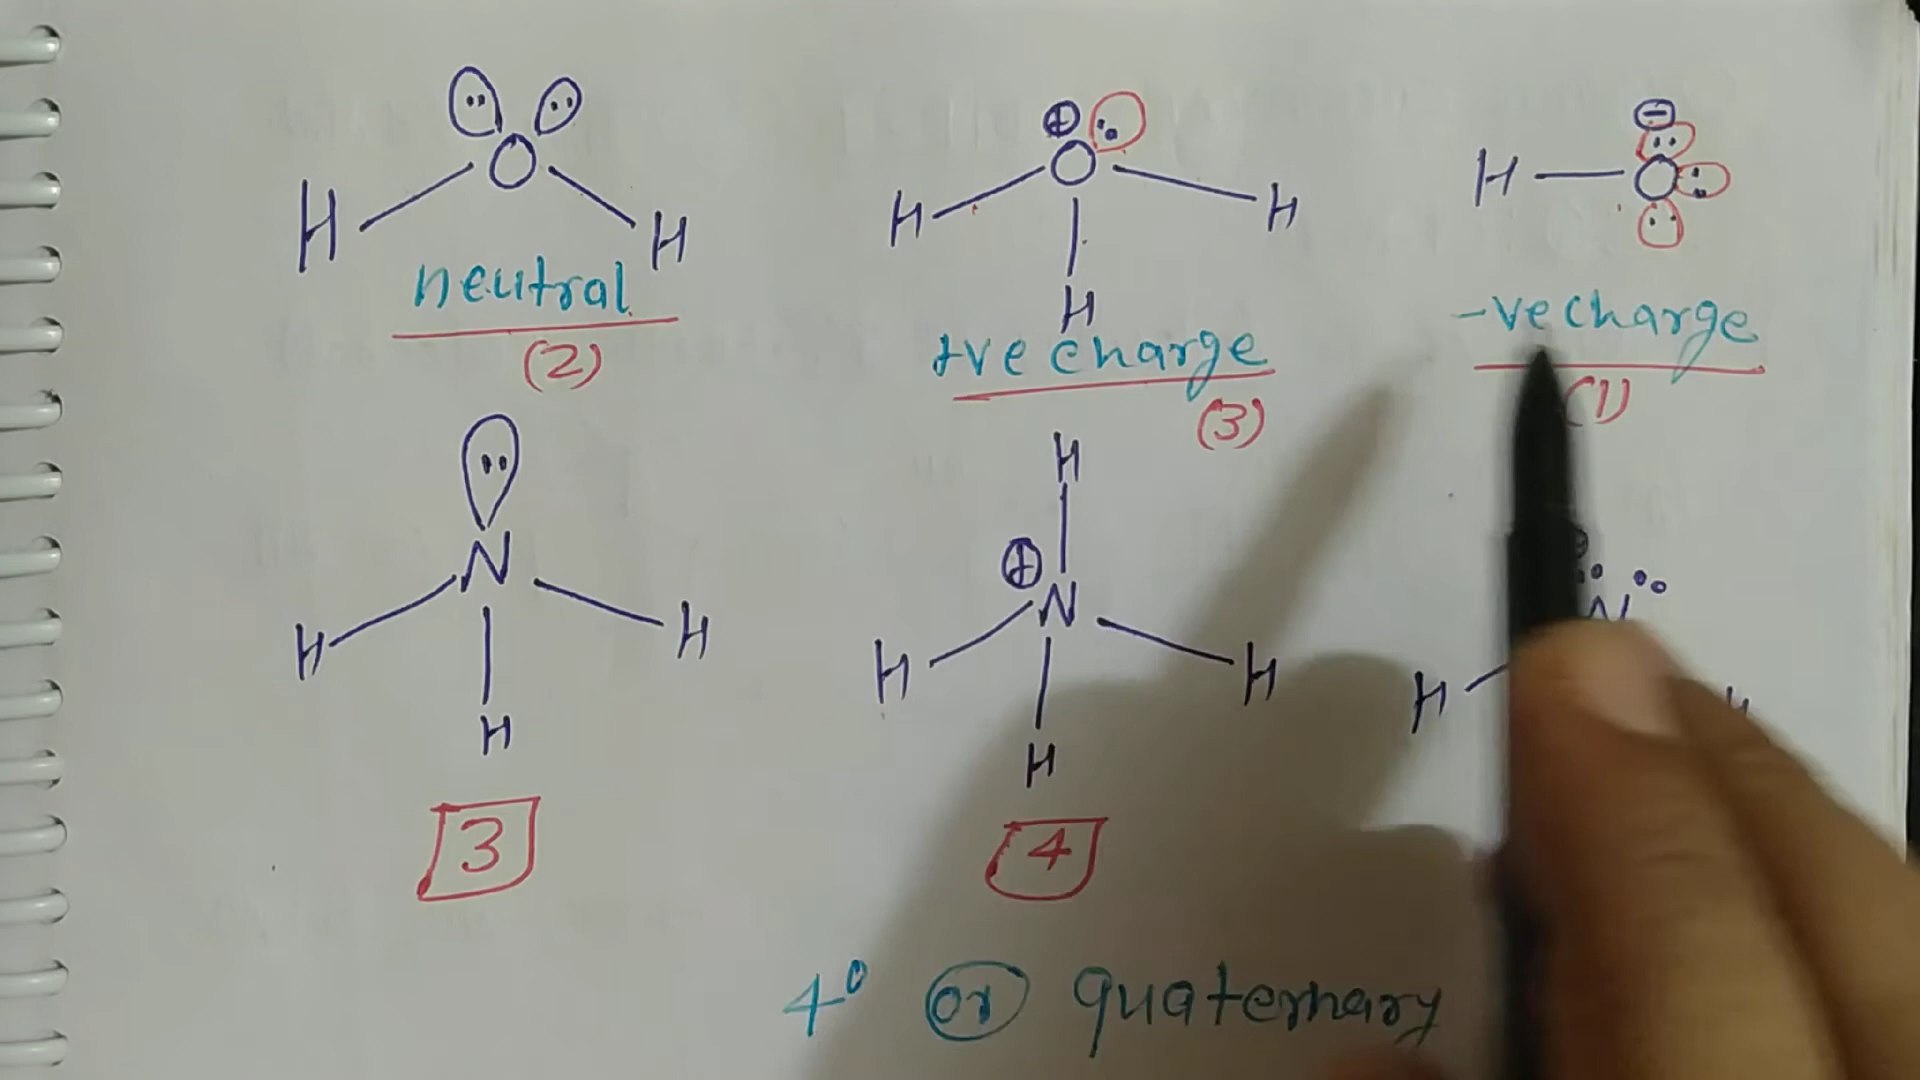 ⊕ ⊖
O O H O
H H H H
H
neutral +ve charge -ve charge
(2) (3) (1)
H
⊕
N N N
H H H H H H
H H
3 4
4° or quaternary